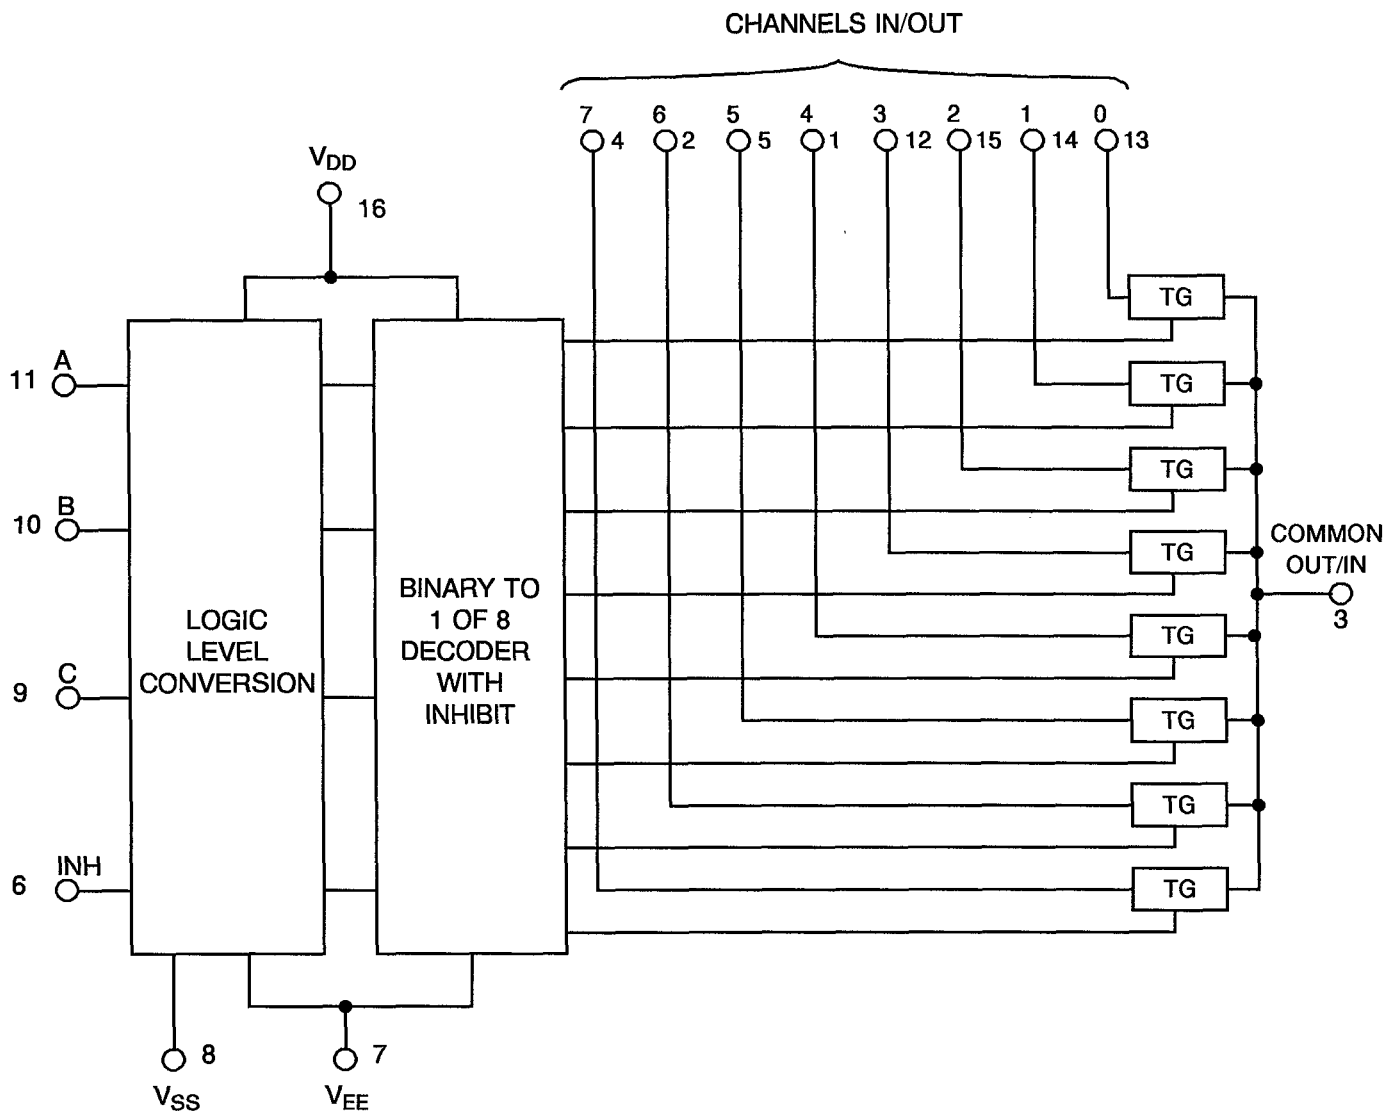 CHANNELS IN/OUT
7 6 5 4 3 2 1 0
4 2 5 1 12 15 14 13
VDD
16
TG
11 A
TG
TG
10 B
TG
COMMON
OUT/IN
3
LOGIC
LEVEL
CONVERSION
BINARY TO
1 OF 8
DECODER
WITH
INHIBIT
TG
9 C
TG
TG
6 INH
TG
8
VSS
7
VEE